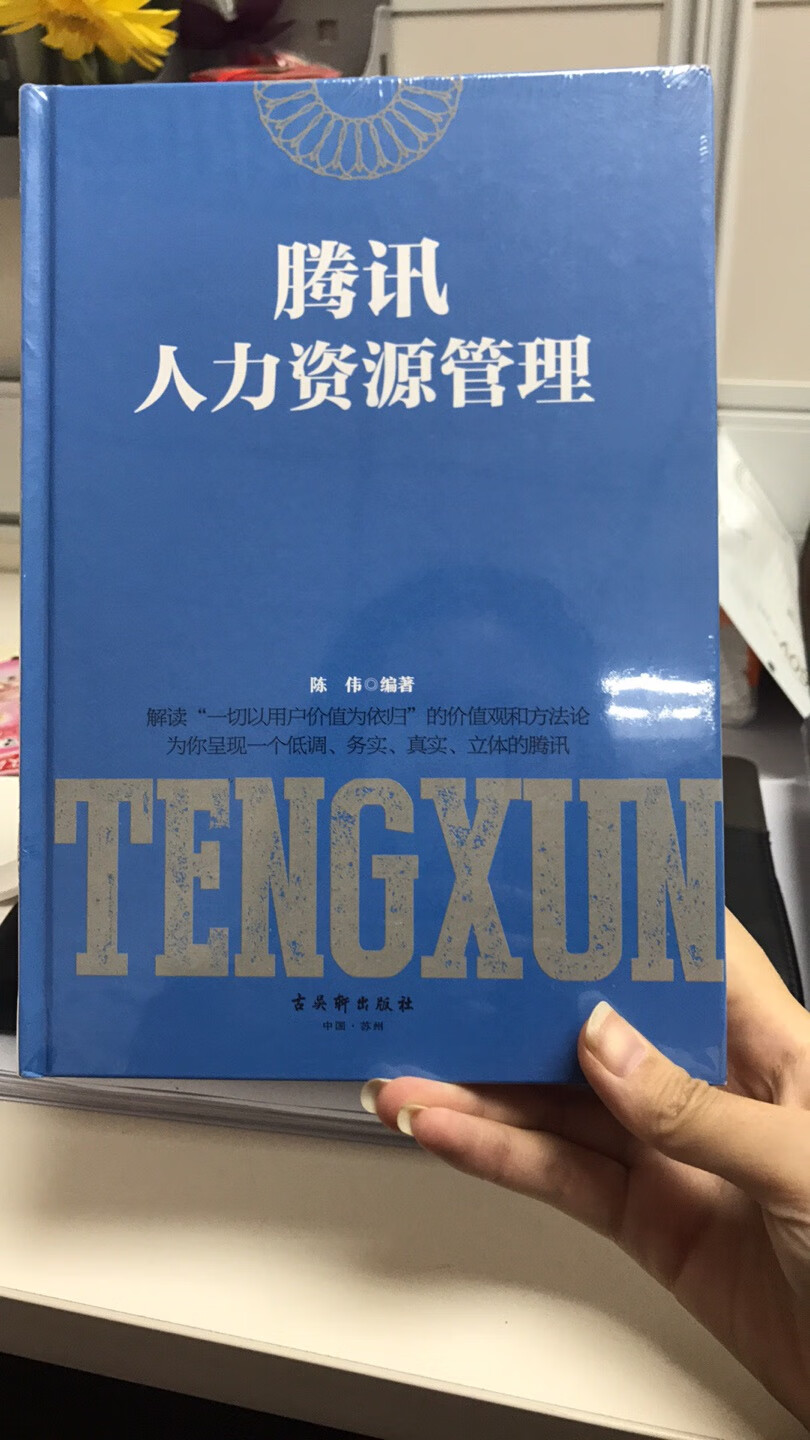 腾讯
人力资源管理
陈 伟◎编著
解读“一切以用户价值为依归”的价值观和方法论
为你呈现一个低调、务实、真实、立体的腾讯
TENGXUN
古吴轩出版社
中国·苏州